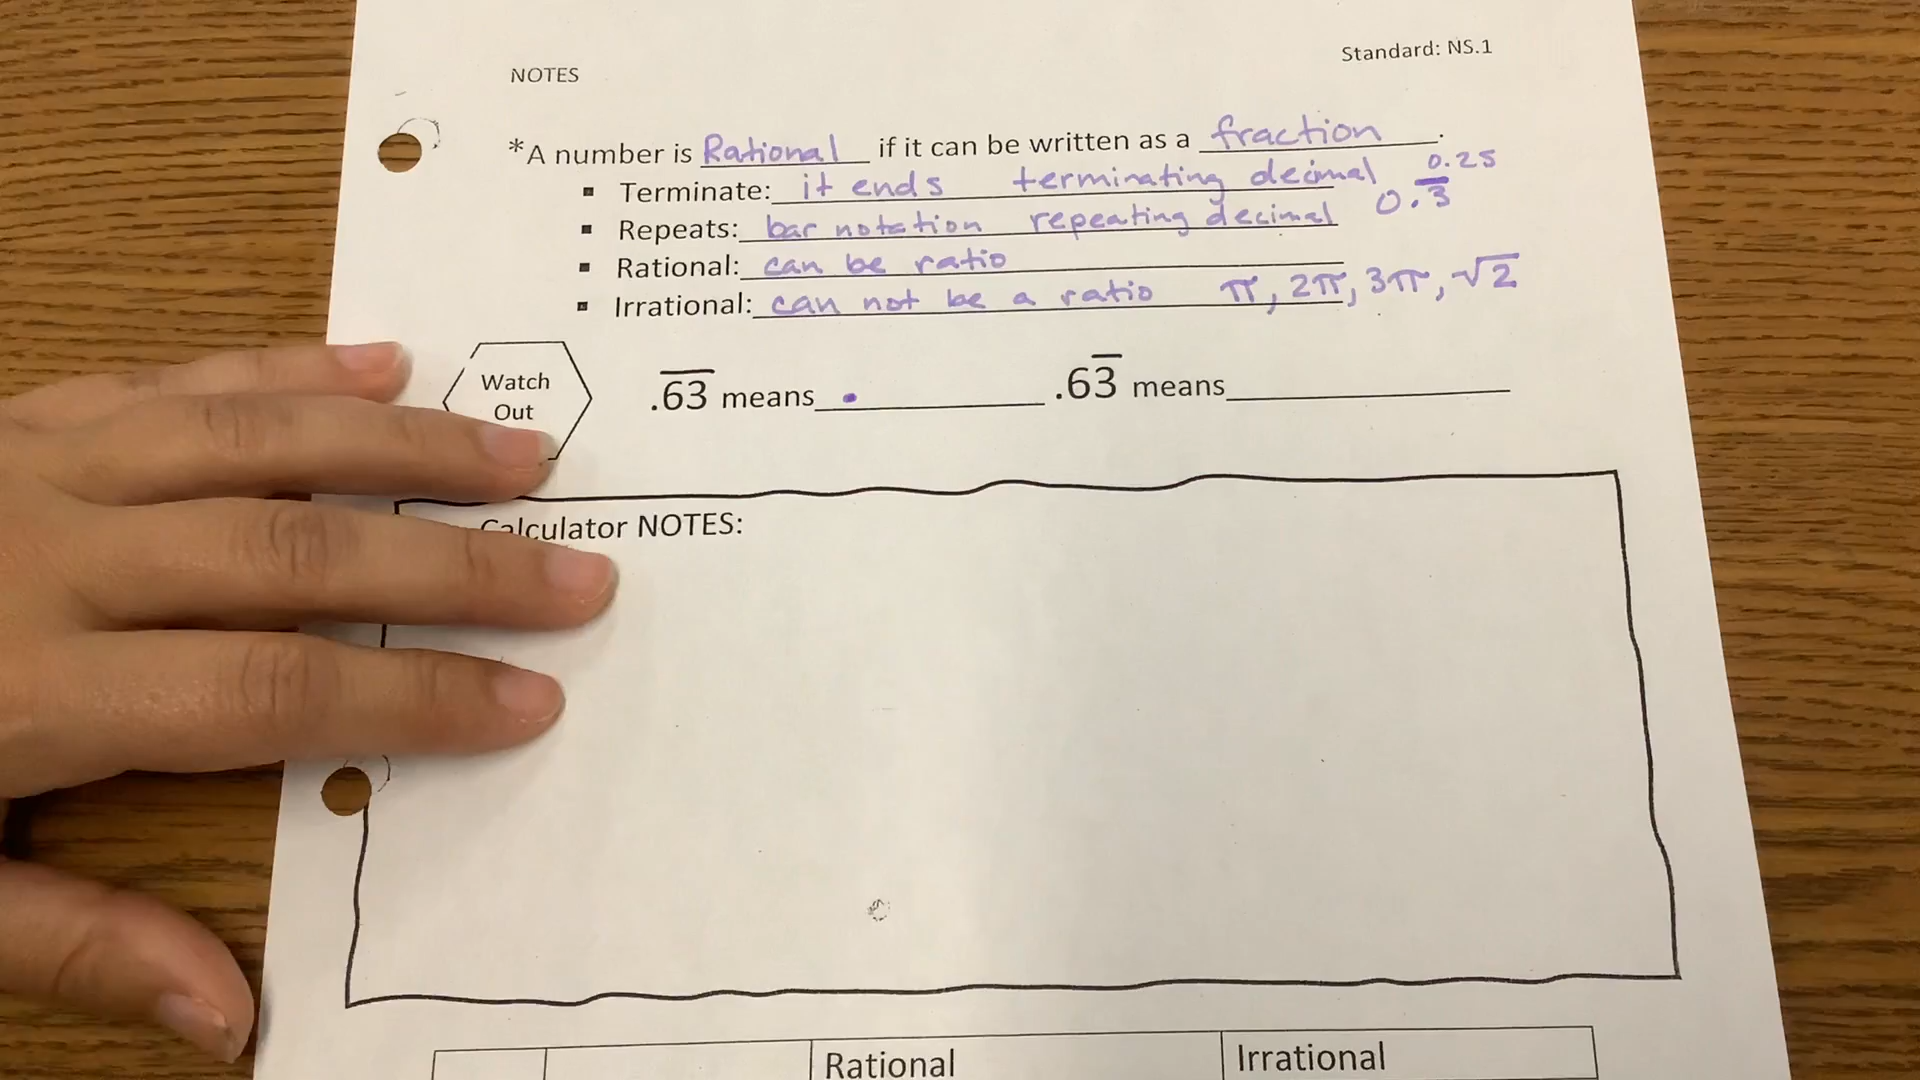 NOTES
Standard: NS.1
*A number is Rational if it can be written as a fraction.
▪ Terminate: it ends terminating decimal 0.25
▪ Repeats: bar notation repeating decimal 0.3̅
▪ Rational: can be ratio
▪ Irrational: can not be a ratio π, 2π, 3π, √2
Watch
Out
.6̅3̅ means . .63̅ means
Calculator NOTES:
Rational Irrational